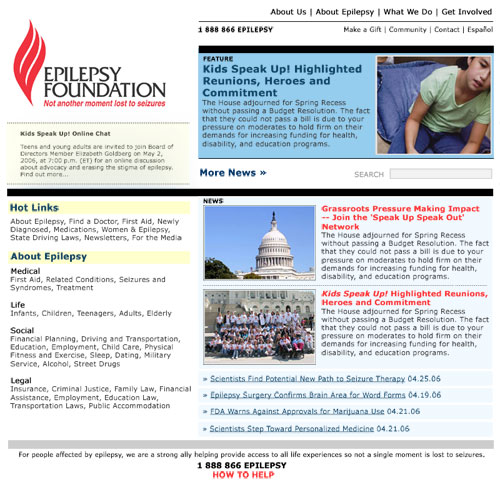 About Us | About Epilepsy | What We Do | Get Involved
1 888 866 EPILEPSY
Make a Gift | Community | Contact | Español
EPILEPSY
FOUNDATION
Not another moment lost to seizures
Kids Speak Up! Online Chat
Teens and young adults are invited to join Board of
Directors Member Elizabeth Goldberg on May 2,
2006, at 7:00 p.m. (ET) for an online discussion
about advocacy and erasing the stigma of epilepsy.
Find out more...
FEATURE
Kids Speak Up! Highlighted
Reunions, Heroes and
Commitment
The House adjourned for Spring Recess
without passing a Budget Resolution. The fact
that they could not pass a bill is due to your
pressure on moderates to hold firm on their
demands for increasing funding for health,
disability, and education programs.
More News »
SEARCH
Hot Links
About Epilepsy, Find a Doctor, First Aid, Newly
Diagnosed, Medications, Women & Epilepsy,
State Driving Laws, Newsletters, For the Media
About Epilepsy
Medical
First Aid, Related Conditions, Seizures and
Syndromes, Treatment
Life
Infants, Children, Teenagers, Adults, Elderly
Social
Financial Planning, Driving and Transportation,
Education, Employment, Child Care, Physical
Fitness and Exercise, Sleep, Dating, Military
Service, Alcohol, Street Drugs
Legal
Insurance, Criminal Justice, Family Law, Financial
Assistance, Employment, Education Law,
Transportation Laws, Public Accommodation
NEWS
Grassroots Pressure Making Impact
-- Join the 'Speak Up Speak Out'
Network
The House adjourned for Spring Recess
without passing a Budget Resolution. The fact
that they could not pass a bill is due to your
pressure on moderates to hold firm on their
demands for increasing funding for health,
disability, and education programs.
Kids Speak Up! Highlighted Reunions,
Heroes and Commitment
The House adjourned for Spring Recess
without passing a Budget Resolution. The fact
that they could not pass a bill is due to your
pressure on moderates to hold firm on their
demands for increasing funding for health,
disability, and education programs.
» Scientists Find Potential New Path to Seizure Therapy 04.25.06
» Epilepsy Surgery Confirms Brain Area for Word Forms 04.19.06
» FDA Warns Against Approvals for Marijuana Use 04.21.06
» Scientists Step Toward Personalized Medicine 04.21.06
For people affected by epilepsy, we are a strong ally helping provide access to all life experiences so not a single moment is lost to seizures.
1 888 866 EPILEPSY
HOW TO HELP